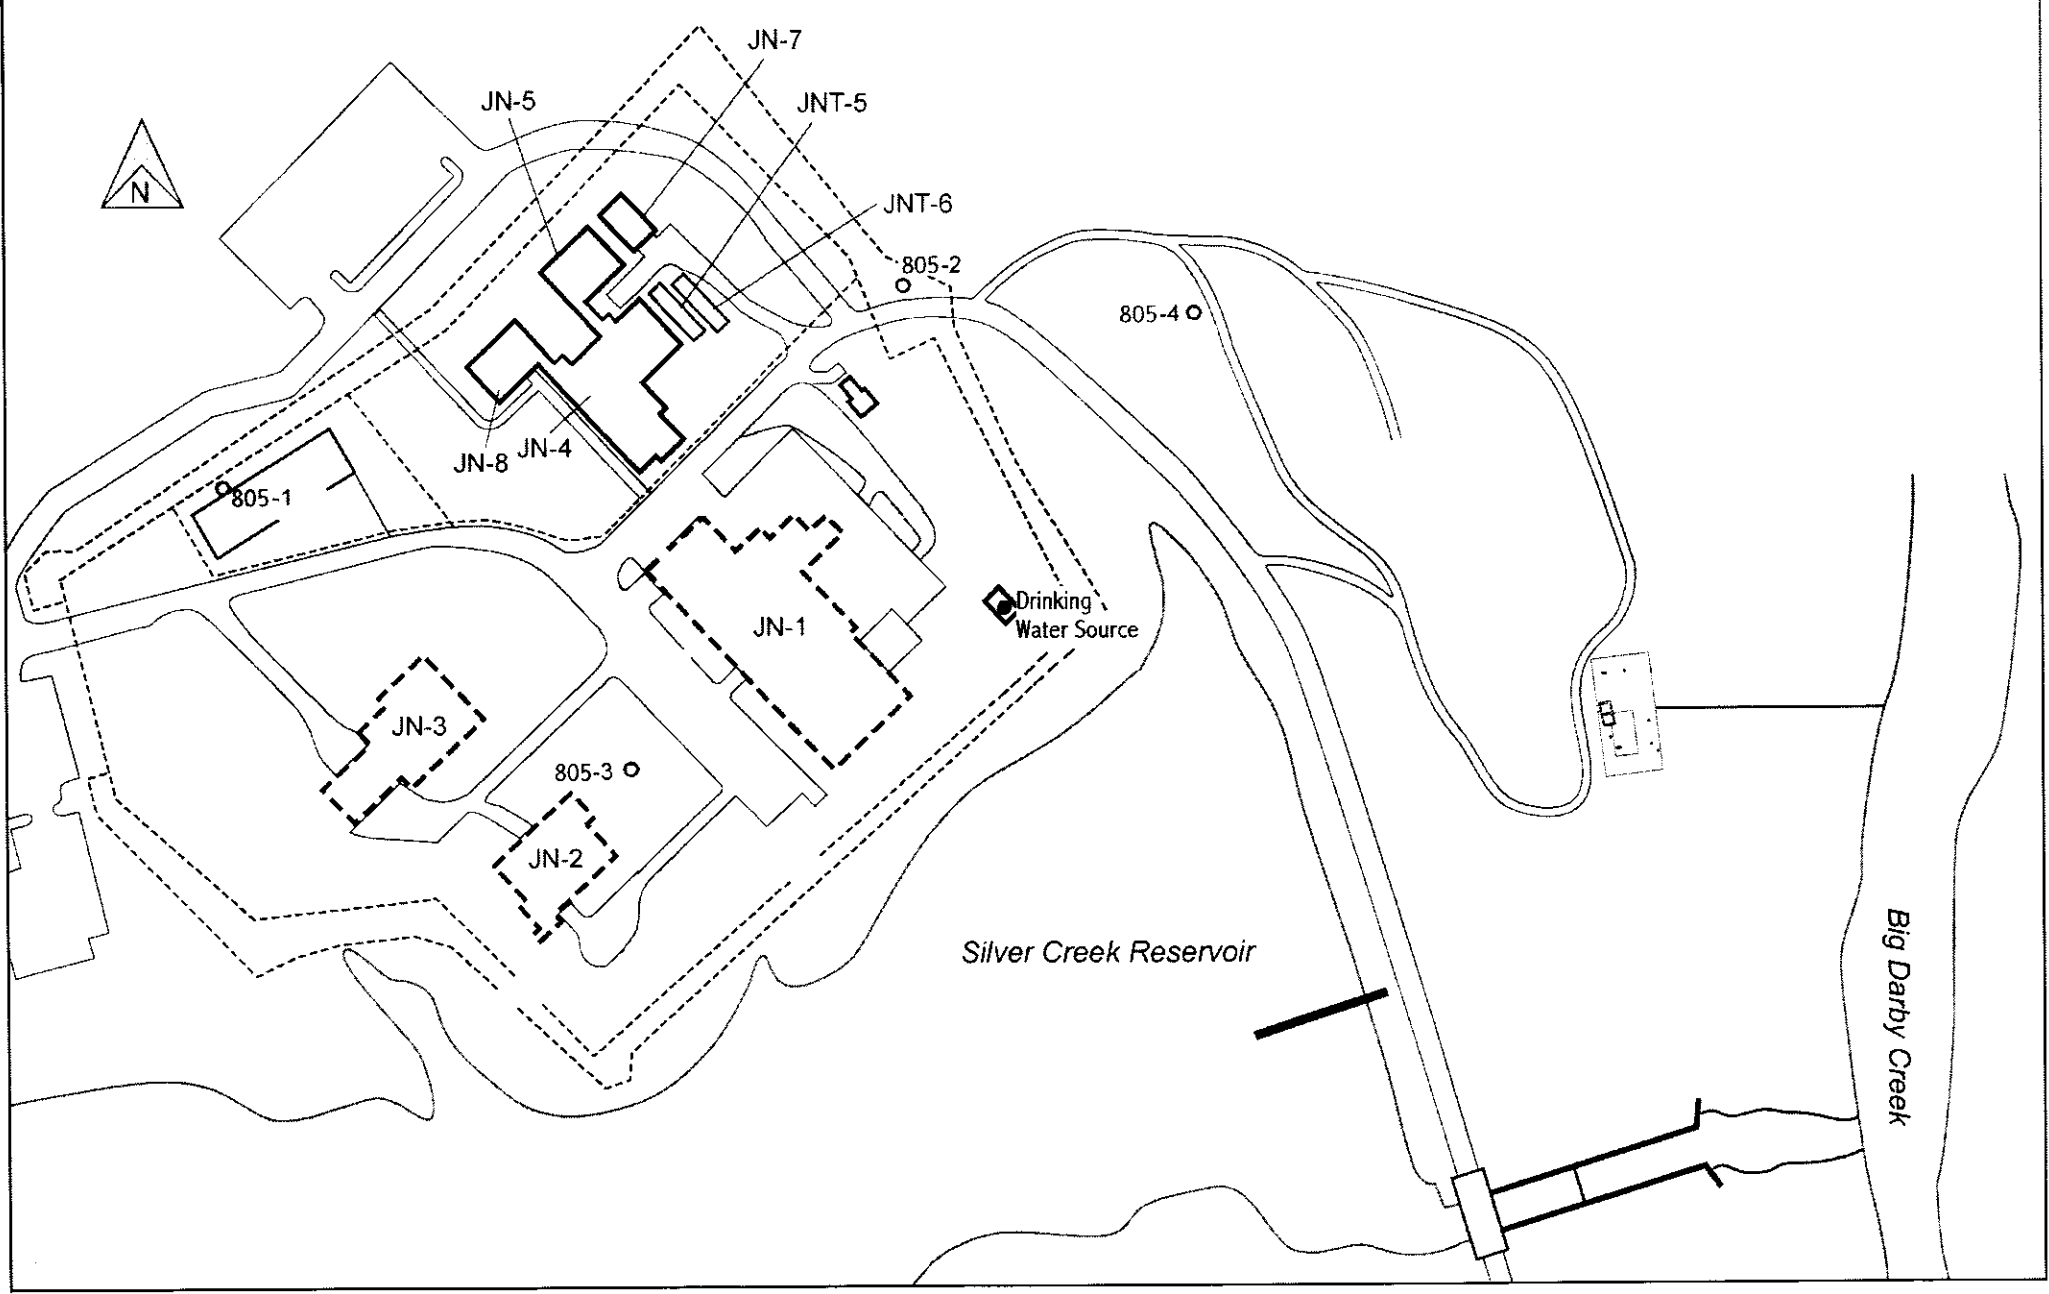 JN-7
JN-5
JNT-5
N
JNT-6
805-2
805-4
JN-8
JN-4
805-1
Drinking
Water Source
JN-1
JN-3
805-3
JN-2
Silver Creek Reservoir
Big Darby Creek